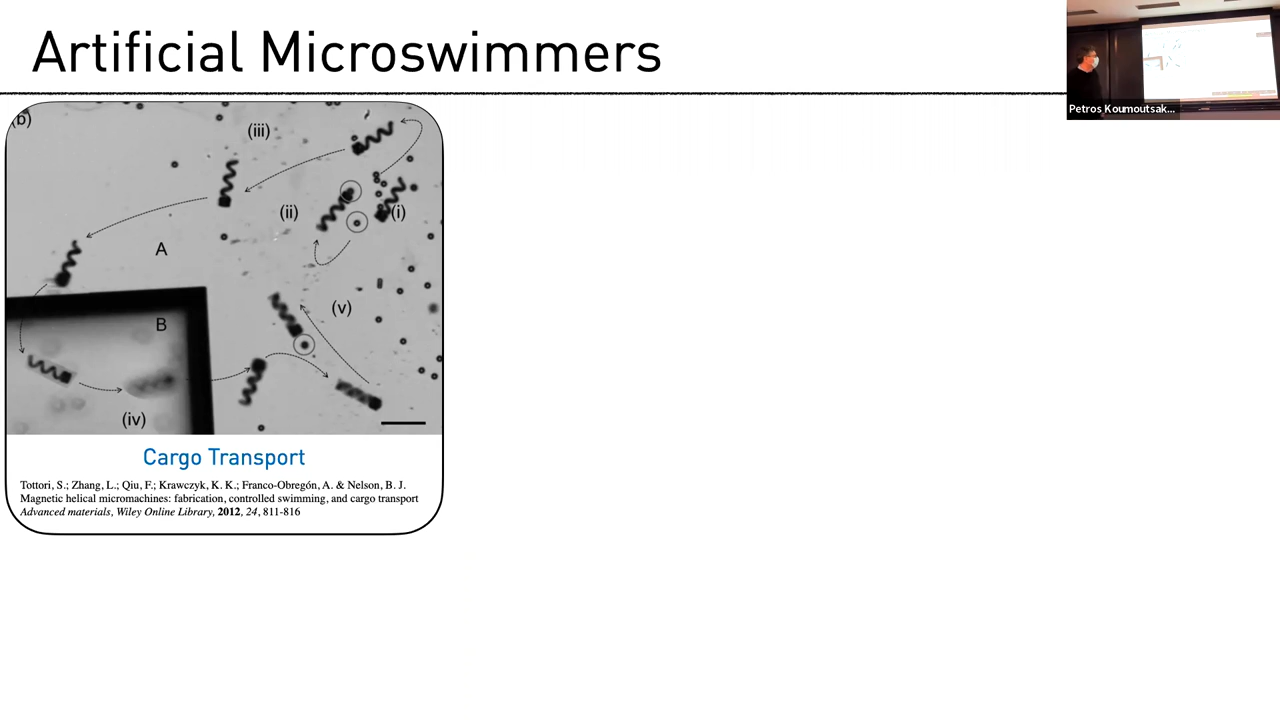 Artificial Microswimmers
Petros Koumoutsak...
(b)
(iii)
(ii)
(i)
A
(v)
B
(iv)
Cargo Transport
Tottori, S.; Zhang, L.; Qiu, F.; Krawczyk, K. K.; Franco-Obregón, A. & Nelson, B. J.
Magnetic helical micromachines: fabrication, controlled swimming, and cargo transport
Advanced materials, Wiley Online Library, 2012, 24, 811-816